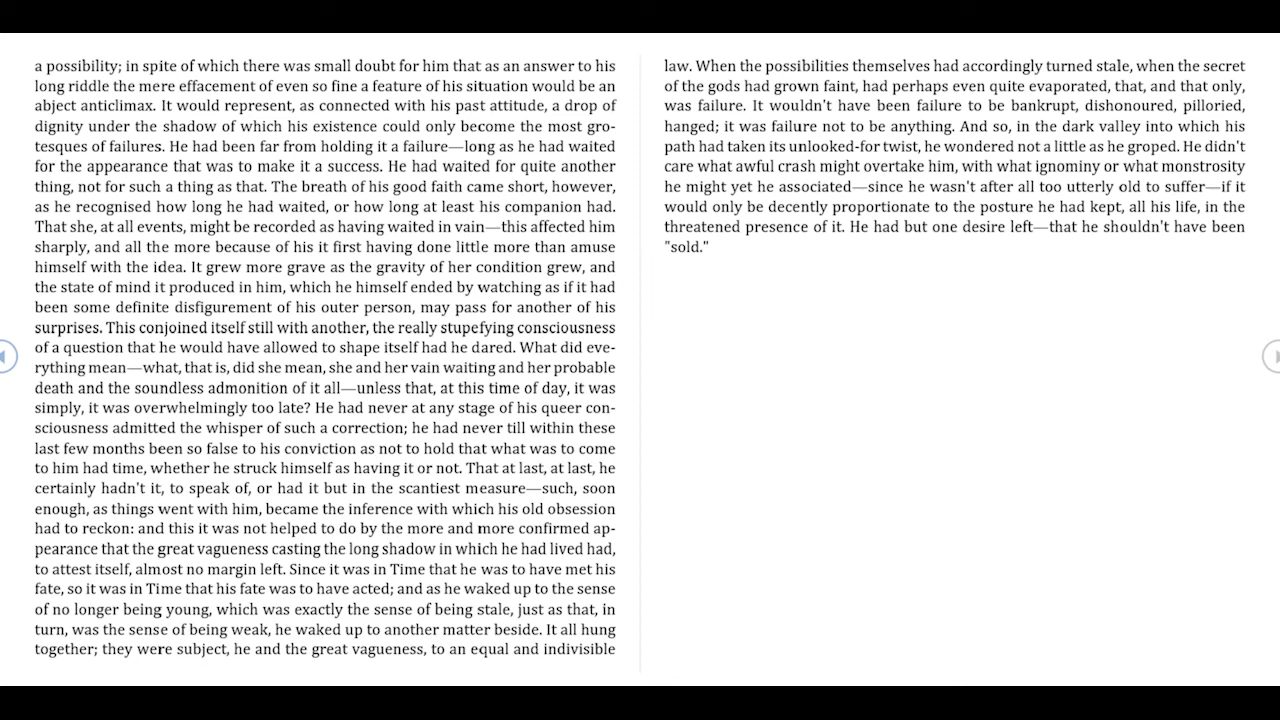 a possibility; in spite of which there was small doubt for him that as an answer to his
long riddle the mere effacement of even so fine a feature of his situation would be an
abject anticlimax. It would represent, as connected with his past attitude, a drop of
dignity under the shadow of which his existence could only become the most gro-
tesques of failures. He had been far from holding it a failure—long as he had waited
for the appearance that was to make it a success. He had waited for quite another
thing, not for such a thing as that. The breath of his good faith came short, however,
as he recognised how long he had waited, or how long at least his companion had.
That she, at all events, might be recorded as having waited in vain—this affected him
sharply, and all the more because of his it first having done little more than amuse
himself with the idea. It grew more grave as the gravity of her condition grew, and
the state of mind it produced in him, which he himself ended by watching as if it had
been some definite disfigurement of his outer person, may pass for another of his
surprises. This conjoined itself still with another, the really stupefying consciousness
of a question that he would have allowed to shape itself had he dared. What did eve-
rything mean—what, that is, did she mean, she and her vain waiting and her probable
death and the soundless admonition of it all—unless that, at this time of day, it was
simply, it was overwhelmingly too late? He had never at any stage of his queer con-
sciousness admitted the whisper of such a correction; he had never till within these
last few months been so false to his conviction as not to hold that what was to come
to him had time, whether he struck himself as having it or not. That at last, at last, he
certainly hadn't it, to speak of, or had it but in the scantiest measure—such, soon
enough, as things went with him, became the inference with which his old obsession
had to reckon: and this it was not helped to do by the more and more confirmed ap-
pearance that the great vagueness casting the long shadow in which he had lived had,
to attest itself, almost no margin left. Since it was in Time that he was to have met his
fate, so it was in Time that his fate was to have acted; and as he waked up to the sense
of no longer being young, which was exactly the sense of being stale, just as that, in
turn, was the sense of being weak, he waked up to another matter beside. It all hung
together; they were subject, he and the great vagueness, to an equal and indivisible
law. When the possibilities themselves had accordingly turned stale, when the secret
of the gods had grown faint, had perhaps even quite evaporated, that, and that only,
was failure. It wouldn't have been failure to be bankrupt, dishonoured, pilloried,
hanged; it was failure not to be anything. And so, in the dark valley into which his
path had taken its unlooked-for twist, he wondered not a little as he groped. He didn't
care what awful crash might overtake him, with what ignominy or what monstrosity
he might yet he associated—since he wasn't after all too utterly old to suffer—if it
would only be decently proportionate to the posture he had kept, all his life, in the
threatened presence of it. He had but one desire left—that he shouldn't have been
"sold."